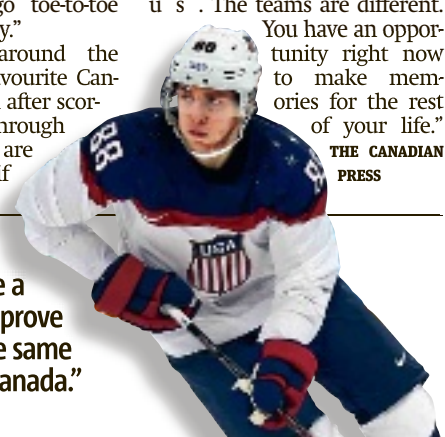 go toe-to-toe
y.”
around the
avourite Can-
after scor-
hrough
are
if
u s . The teams are different.
You have an oppor-
tunity right now
to make mem-
ories for the rest
of your life.”
THE CANADIAN
PRESS
88
USA
e a
prove
e same
anada.”